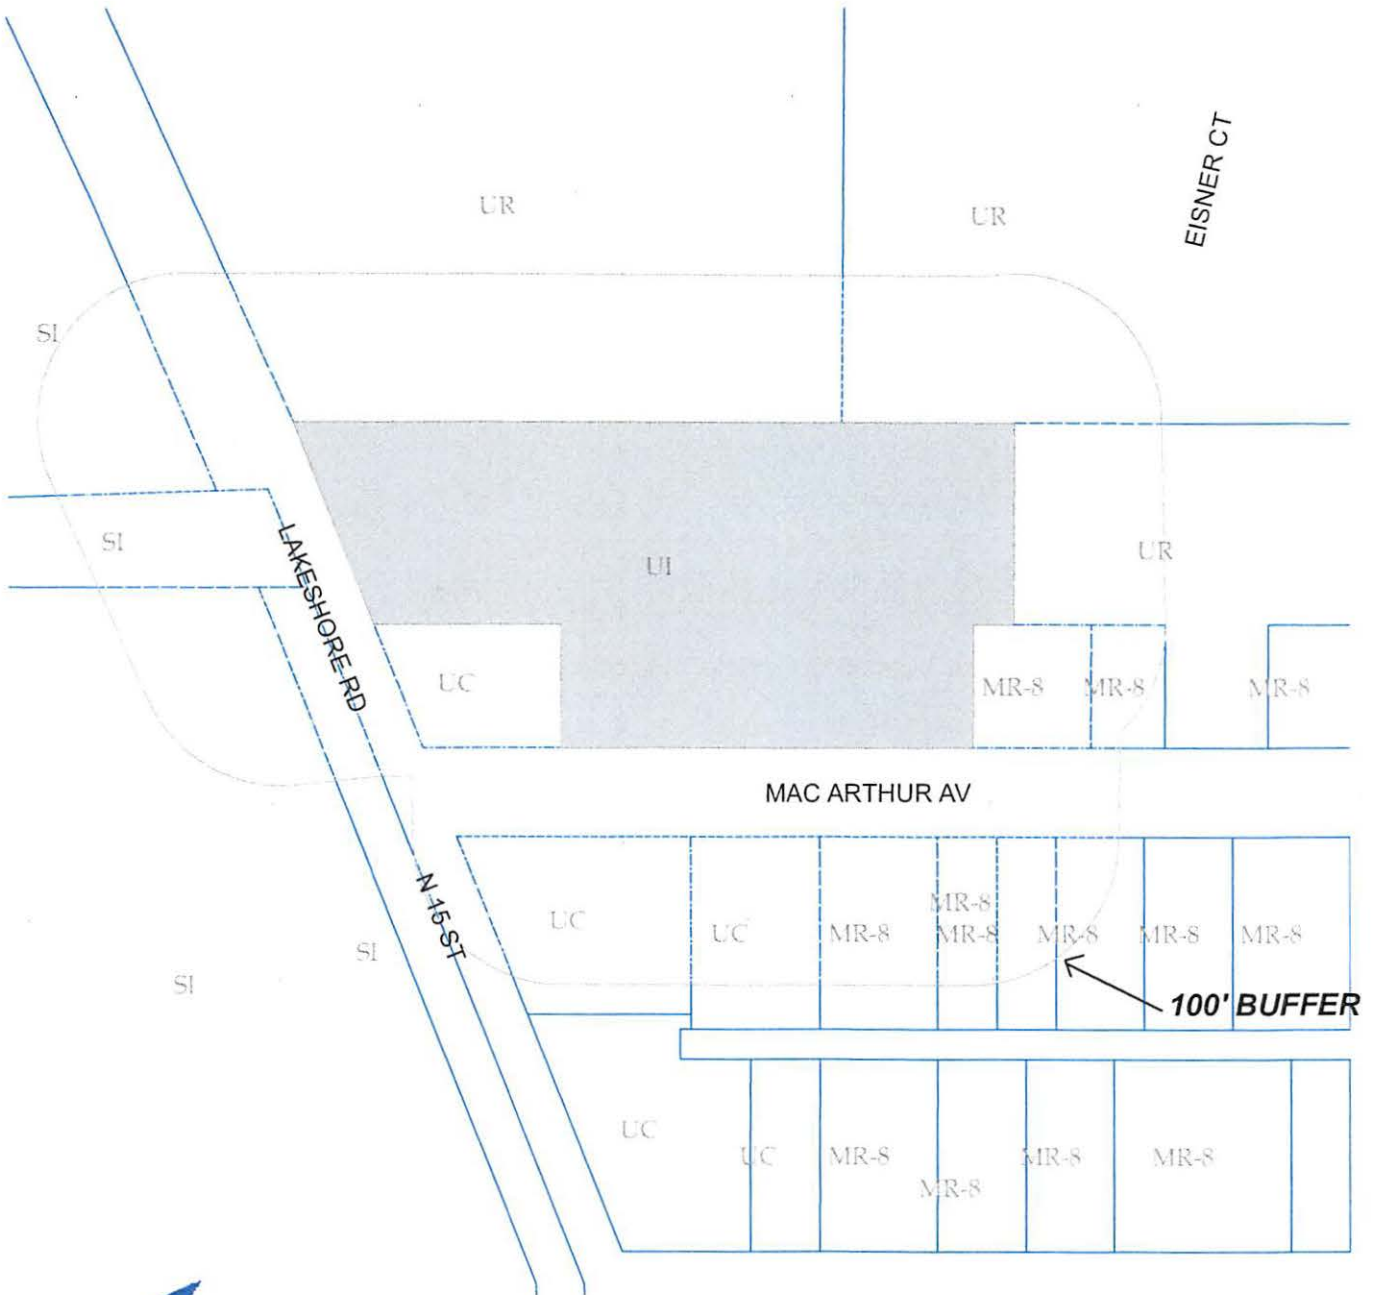 EISNER CT
UR
UR
SI
SI
LAKESHORE RD
UI
UR
UC
MR-8
MR-8
MR-8
MAC ARTHUR AV
N 15 ST
UC
UC
MR-8
MR-8
MR-8
MR-8
MR-8
MR-8
SI
SI
100' BUFFER
UC
UC
MR-8
MR-8
MR-8
MR-8